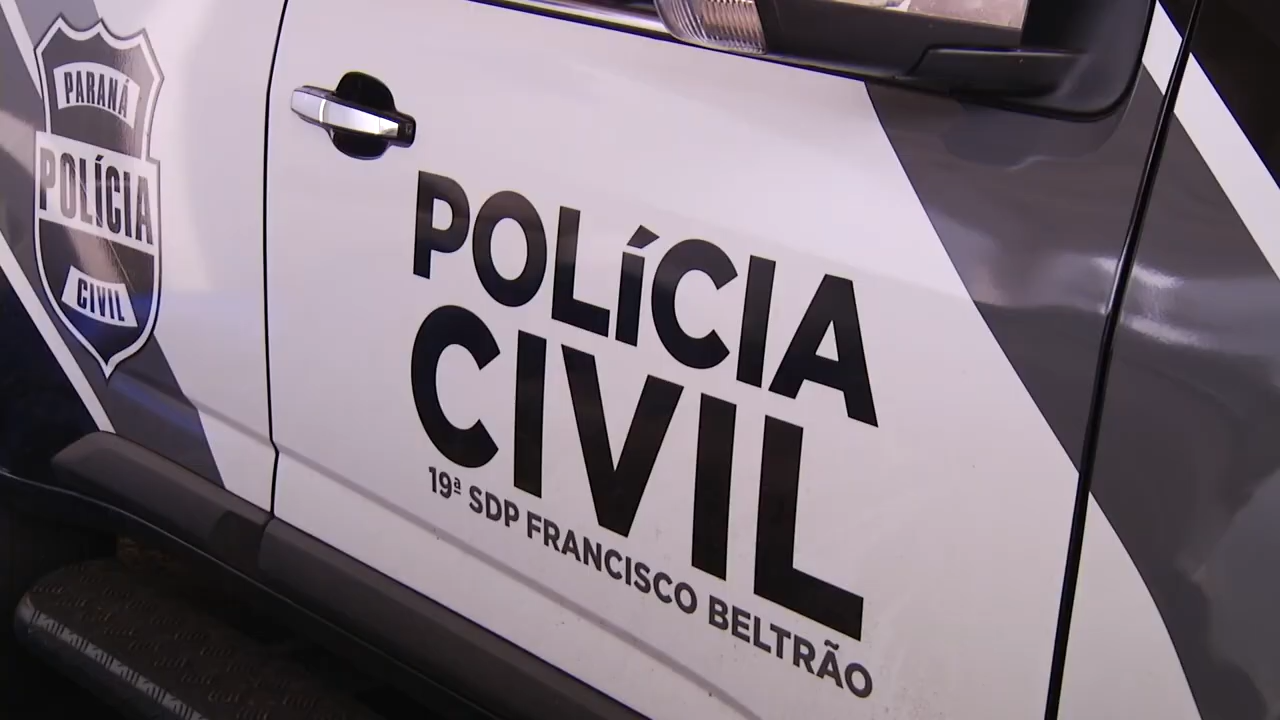 PARANÁ
POLÍCIA
CIVIL
POLÍCIA
CIVIL
19ª SDP FRANCISCO BELTRÃO